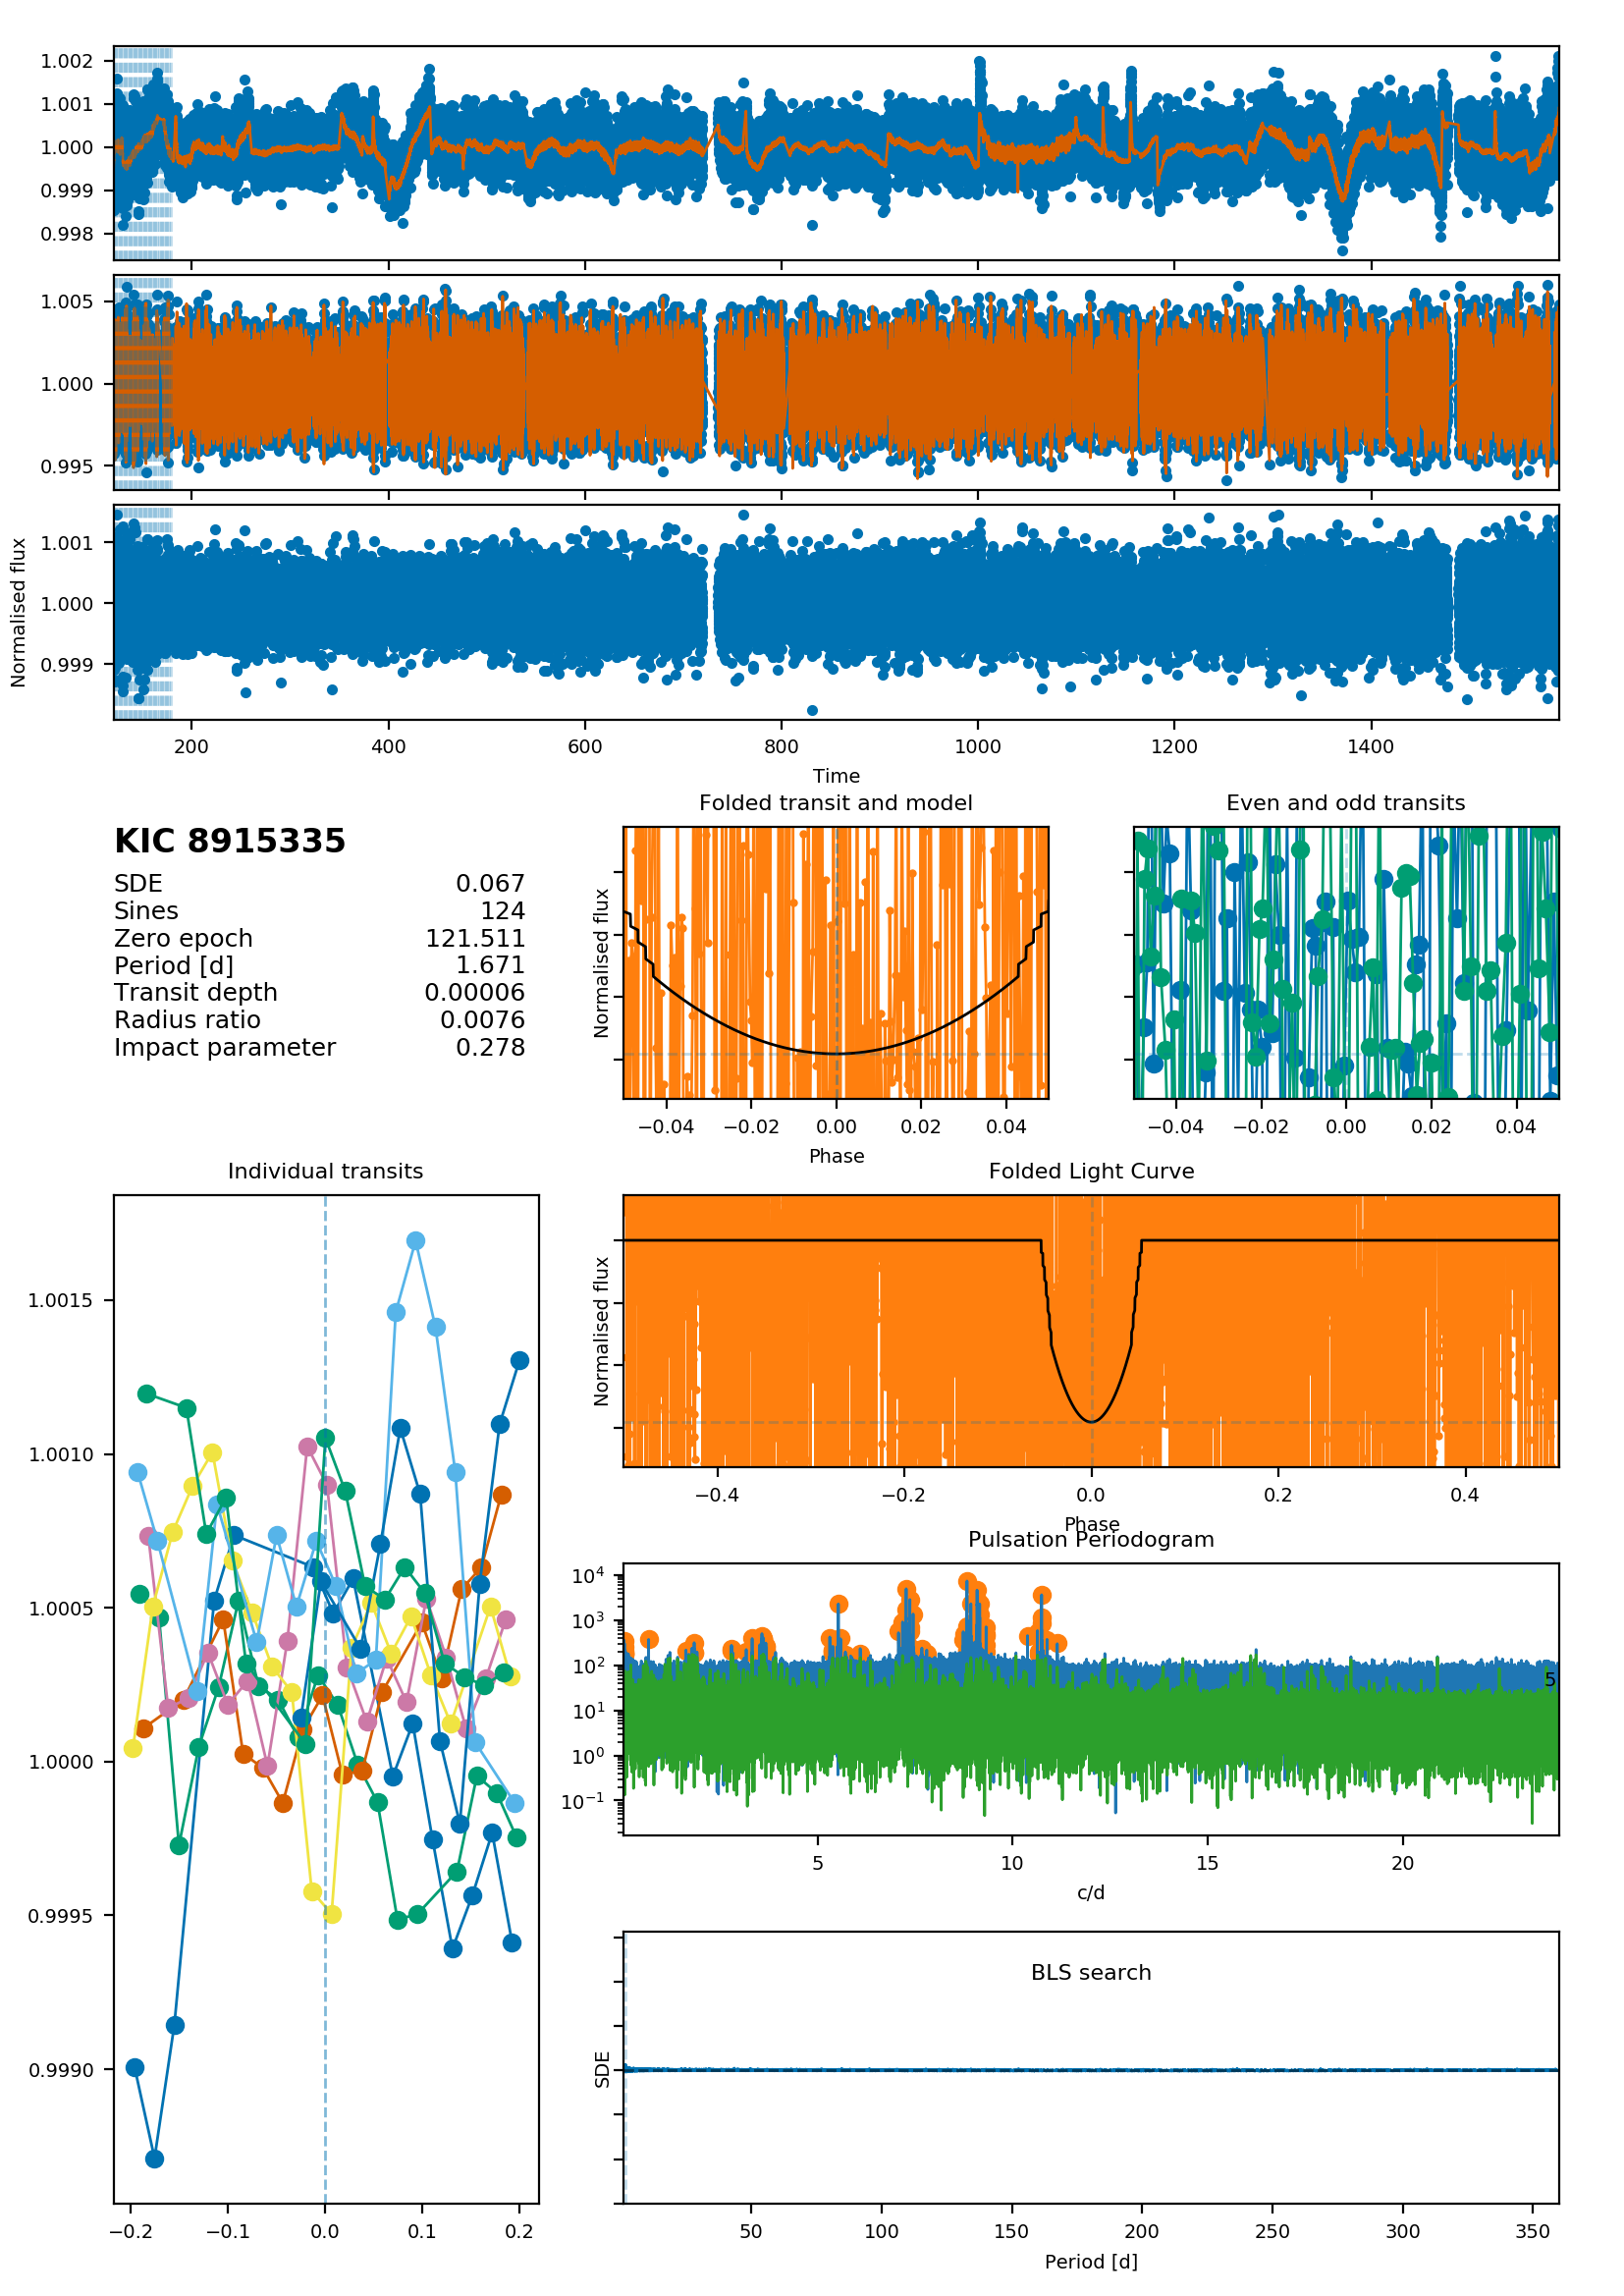 1.002
1.001
1.000
0.999
0.998
1.005
1.000
0.995
1.001
1.000
0.999
Normalised flux
200 400 600 800 1000 1200 1400
Time
KIC 8915335
SDE 0.067
Sines 124
Zero epoch 121.511
Period [d] 1.671
Transit depth 0.00006
Radius ratio 0.0076
Impact parameter 0.278
Folded transit and model
Normalised flux
−0.04 −0.02 0.00 0.02 0.04
Phase
Even and odd transits
−0.04 −0.02 0.00 0.02 0.04
Individual transits
1.0015
1.0010
1.0005
1.0000
0.9995
0.9990
−0.2 −0.1 0.0 0.1 0.2
Folded Light Curve
Normalised flux
−0.4 −0.2 0.0 0.2 0.4
Phase
Pulsation Periodogram
10⁴
10³
10²
10¹
10⁰
10⁻¹
5
5 10 15 20
c/d
BLS search
SDE
50 100 150 200 250 300 350
Period [d]